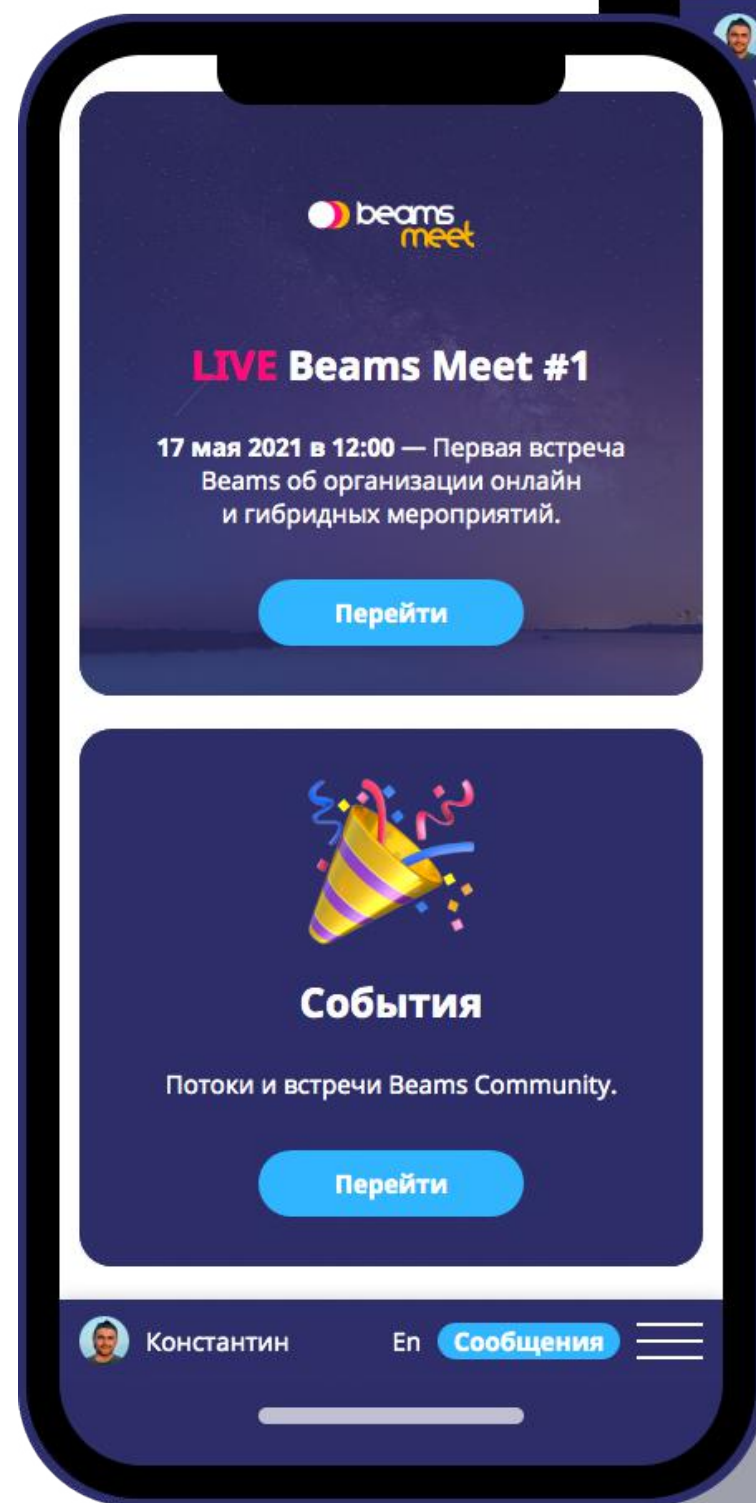 beams
meet
LIVE Beams Meet #1
17 мая 2021 в 12:00 — Первая встреча
Beams об организации онлайн
и гибридных мероприятий.
Перейти
События
Потоки и встречи Beams Community.
Перейти
Константин En Сообщения